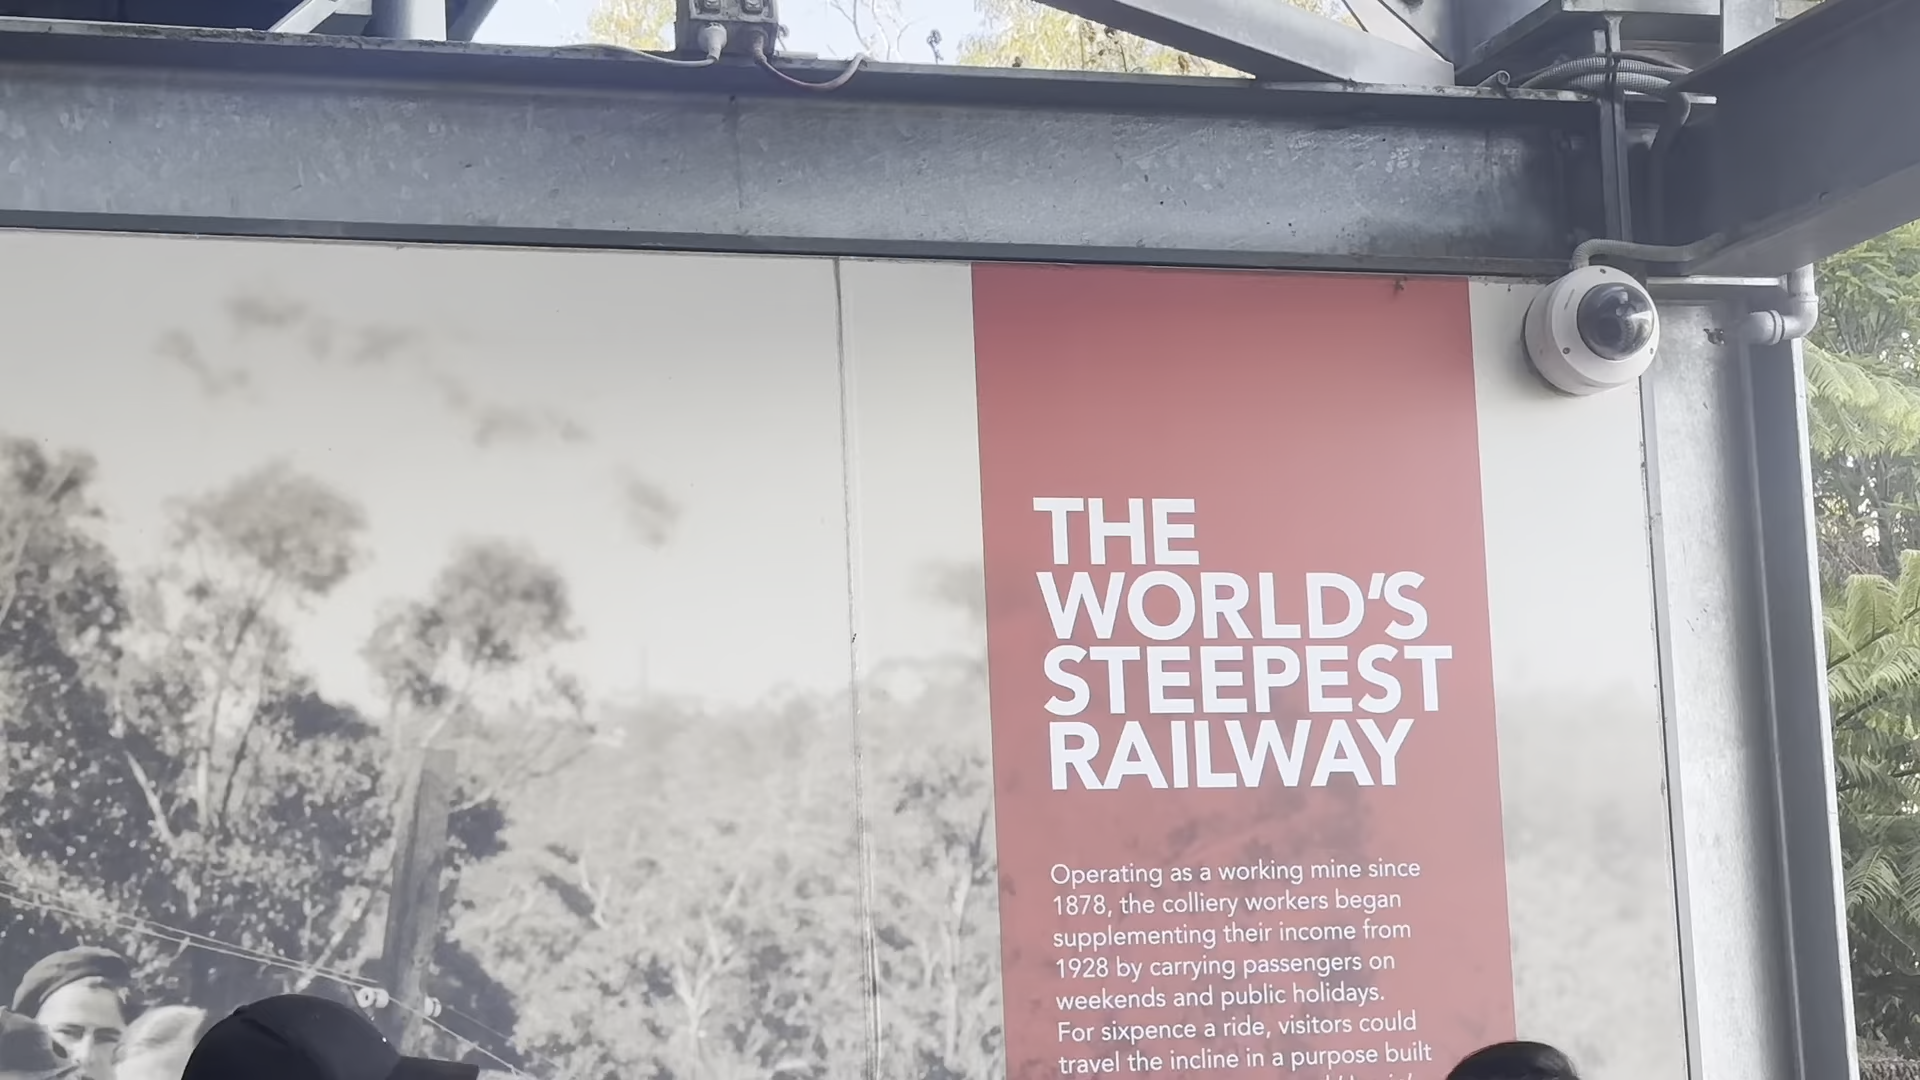 THE
WORLD'S
STEEPEST
RAILWAY
Operating as a working mine since
1878, the colliery workers began
supplementing their income from
1928 by carrying passengers on
weekends and public holidays.
For sixpence a ride, visitors could
travel the incline in a purpose built